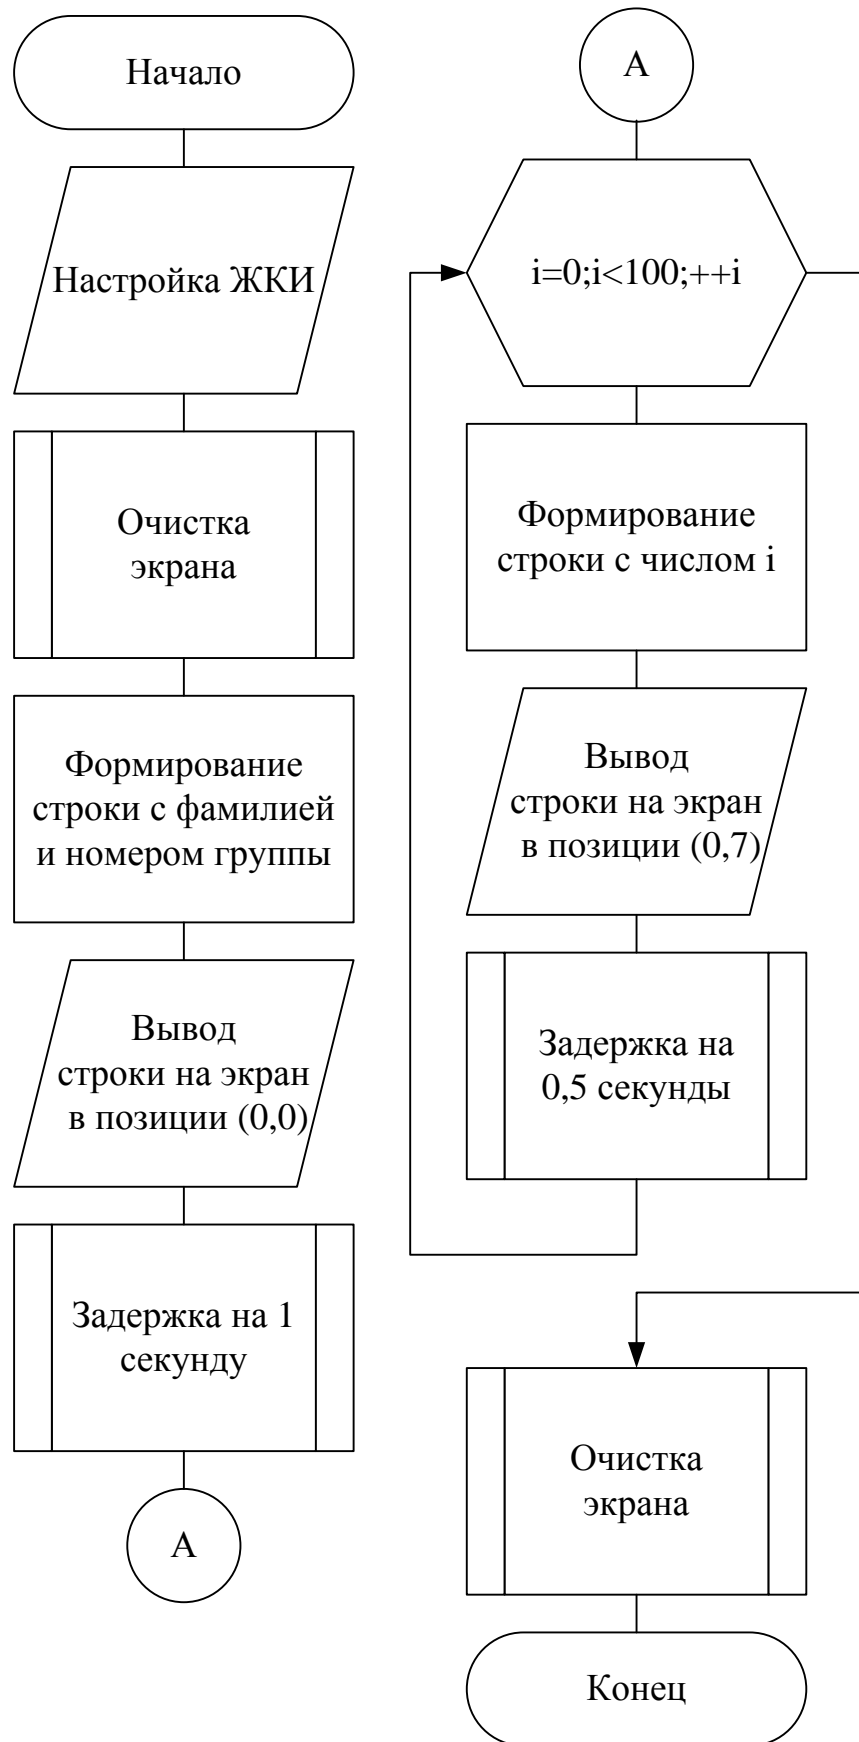 Начало
Настройка ЖКИ
Очистка
экрана
Формирование
строки с фамилией
и номером группы
Вывод
строки на экран
в позиции (0,0)
Задержка на 1
секунду
А
А
i=0;i<100;++i
Формирование
строки с числом i
Вывод
строки на экран
в позиции (0,7)
Задержка на
0,5 секунды
Очистка
экрана
Конец